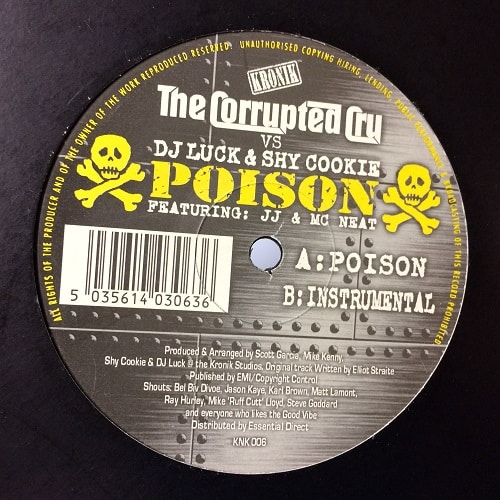 ALL RIGHTS OF THE PRODUCER AND OF THE OWNER OF THE WORK REPRODUCED RESERVED. UNAUTHORISED COPYING HIRING, LENDING, PUBLIC PERFORMANCE & BROADCASTING OF THIS RECORD PROHIBITED
KRONIK
The Corrupted Cru
VS
DJ LUCK & SHY COOKIE
POISON
FEATURING: JJ & MC NEAT
A:POISON
B:INSTRUMENTAL
5 035614 030636
Produced & Arranged by Scott Garcia, Mike Kenny,
Shy Cookie & DJ Luck @ the Kronik Studios, Original track Written by Elliot Straite
Published by EMI/Copyright Control
Shouts: Bel Biv Divoe, Jason Kaye, Karl Brown, Matt Lamont,
Ray Hurley, Mike 'Ruff Cutt' Lloyd, Steve Goddard
and everyone who likes the Good Vibe
Distributed by Essential Direct
KNK 006